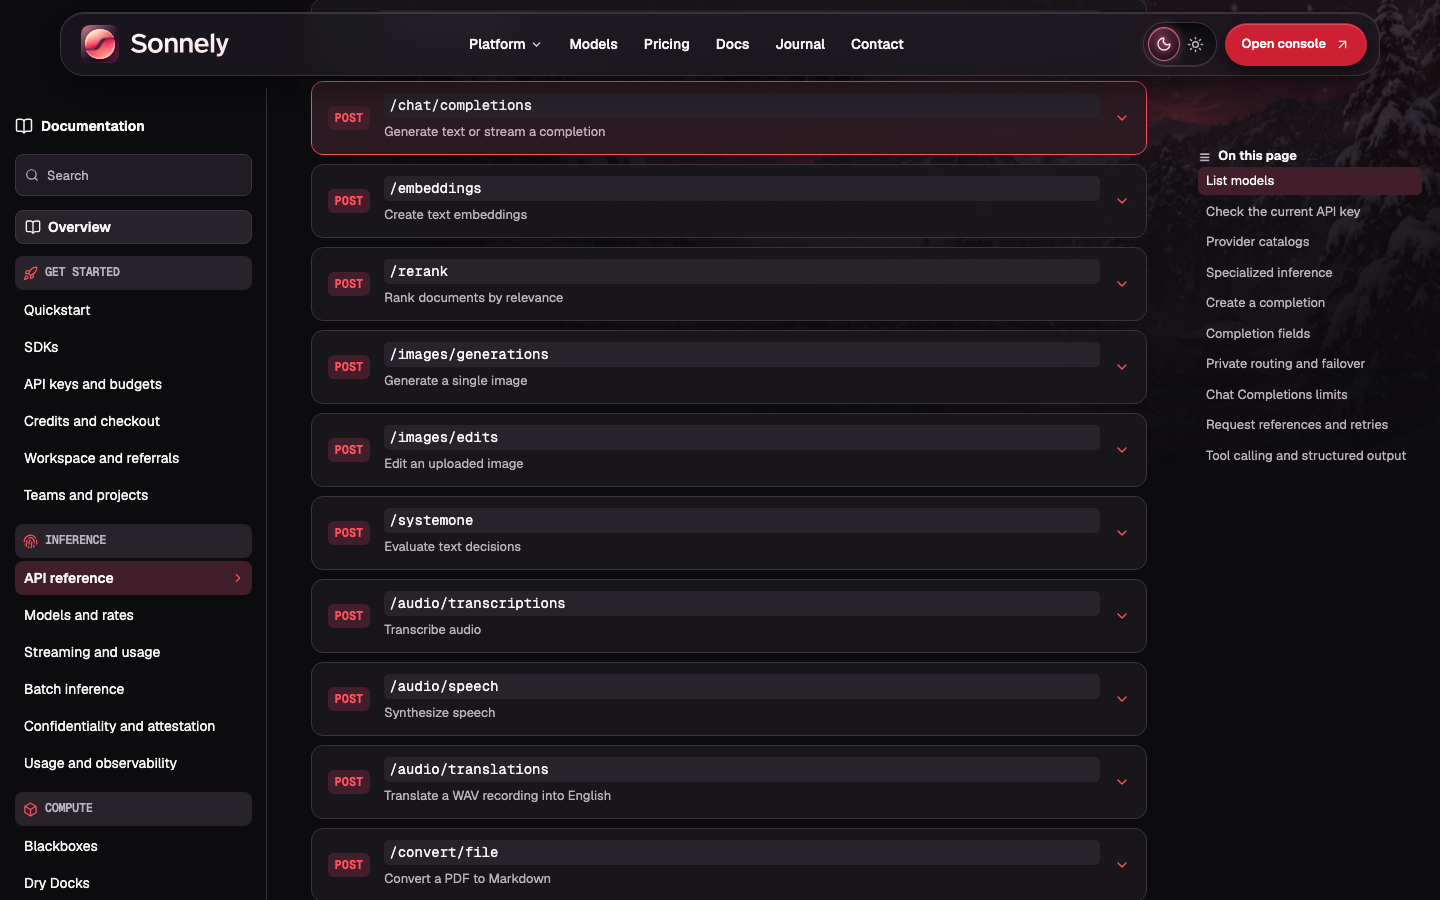 Sonnely
Platform
Models
Pricing
Docs
Journal
Contact
Open console
Documentation
Search
Overview
GET STARTED
Quickstart
SDKs
API keys and budgets
Credits and checkout
Workspace and referrals
Teams and projects
INFERENCE
API reference
Models and rates
Streaming and usage
Batch inference
Confidentiality and attestation
Usage and observability
COMPUTE
Blackboxes
Dry Docks
POST
/chat/completions
Generate text or stream a completion
POST
/embeddings
Create text embeddings
POST
/rerank
Rank documents by relevance
POST
/images/generations
Generate a single image
POST
/images/edits
Edit an uploaded image
POST
/systemone
Evaluate text decisions
POST
/audio/transcriptions
Transcribe audio
POST
/audio/speech
Synthesize speech
POST
/audio/translations
Translate a WAV recording into English
POST
/convert/file
Convert a PDF to Markdown
On this page
List models
Check the current API key
Provider catalogs
Specialized inference
Create a completion
Completion fields
Private routing and failover
Chat Completions limits
Request references and retries
Tool calling and structured output